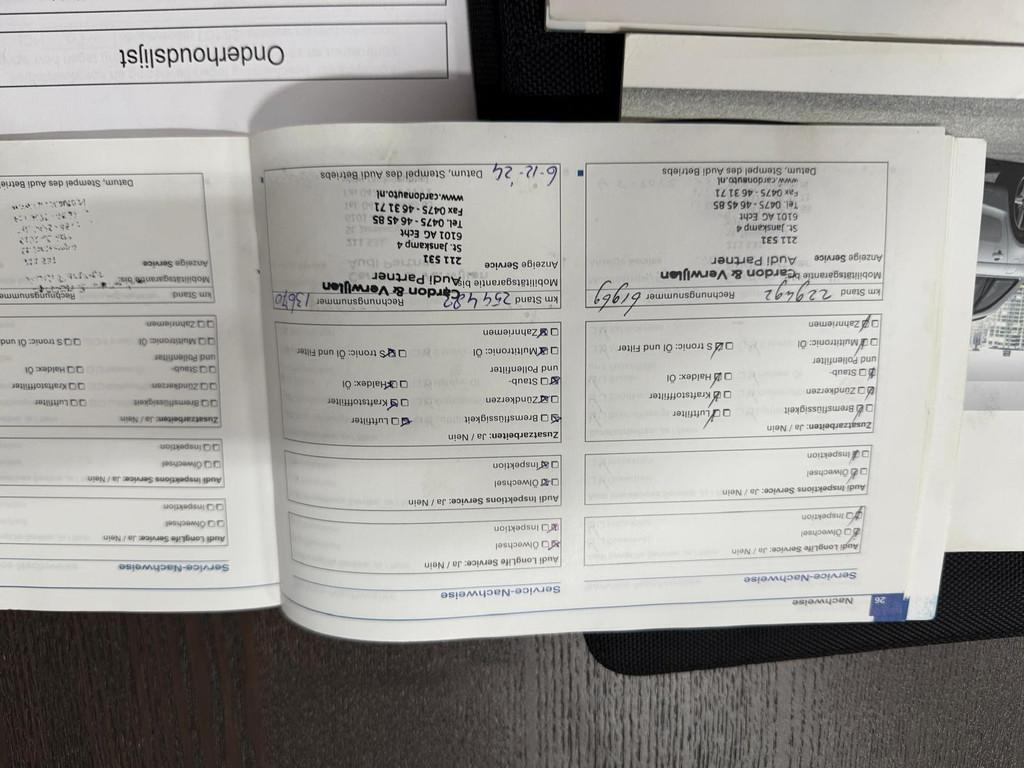 26 Nachweise
Service-Nachweise
Audi LongLife Service: Ja / Nein
Ölwechsel
Inspektion
Audi Inspektions Service: Ja / Nein
Ölwechsel
Inspektion
Zusatzarbeiten: Ja / Nein
Bremsflüssigkeit
Luftfilter
Zündkerzen
Kraftstofffilter
Staub-
und Pollenfilter
Haldex: Öl
Multitronic: Öl
S tronic: Öl und Filter
Zahnriemen
km Stand 229492 Rechnungsnummer 61969
Mobilitätsgarantie bis
Cardon & Verwijlen
Anzeige Service
Audi Partner
211 531
St. Janskamp 4
6101 AG Echt
Tel. 0475 - 46 45 85
Fax 0475 - 46 31 71
www.cardonauto.nl
Datum, Stempel des Audi Betriebs
Service-Nachweise
Audi LongLife Service: Ja / Nein
Ölwechsel
Inspektion
Audi Inspektions Service: Ja / Nein
Ölwechsel
Inspektion
Zusatzarbeiten: Ja / Nein
Bremsflüssigkeit
Luftfilter
Zündkerzen
Kraftstofffilter
Staub-
und Pollenfilter
Haldex: Öl
Multitronic: Öl
S tronic: Öl und Filter
Zahnriemen
km Stand 254482 Rechnungsnummer 13670
Cardon & Verwijlen
Mobilitätsgarantie bis
Audi Partner
Anzeige Service
211 531
St. Janskamp 4
6101 AG Echt
Tel. 0475 - 46 45 85
Fax 0475 - 46 31 71
www.cardonauto.nl
Datum, Stempel des Audi Betriebs 6-12-'24
Service-Nachweise
Audi LongLife Service: Ja / Nein
Ölwechsel
Inspektion
Audi Inspektions Service: Ja / Nein
Ölwechsel
Inspektion
Zusatzarbeiten: Ja / Nein
Bremsflüssigkeit
Luftfilter
Zündkerzen
Kraftstofffilter
Staub-
und Pollenfilter
Haldex: Öl
Multitronic: Öl
S tronic: Öl und
Zahnriemen
km Stand Rechnungsnummer
Mobilitätsgarantie bis:
Anzeige Service
Datum, Stempel des Audi Betrie
Onderhoudslijst